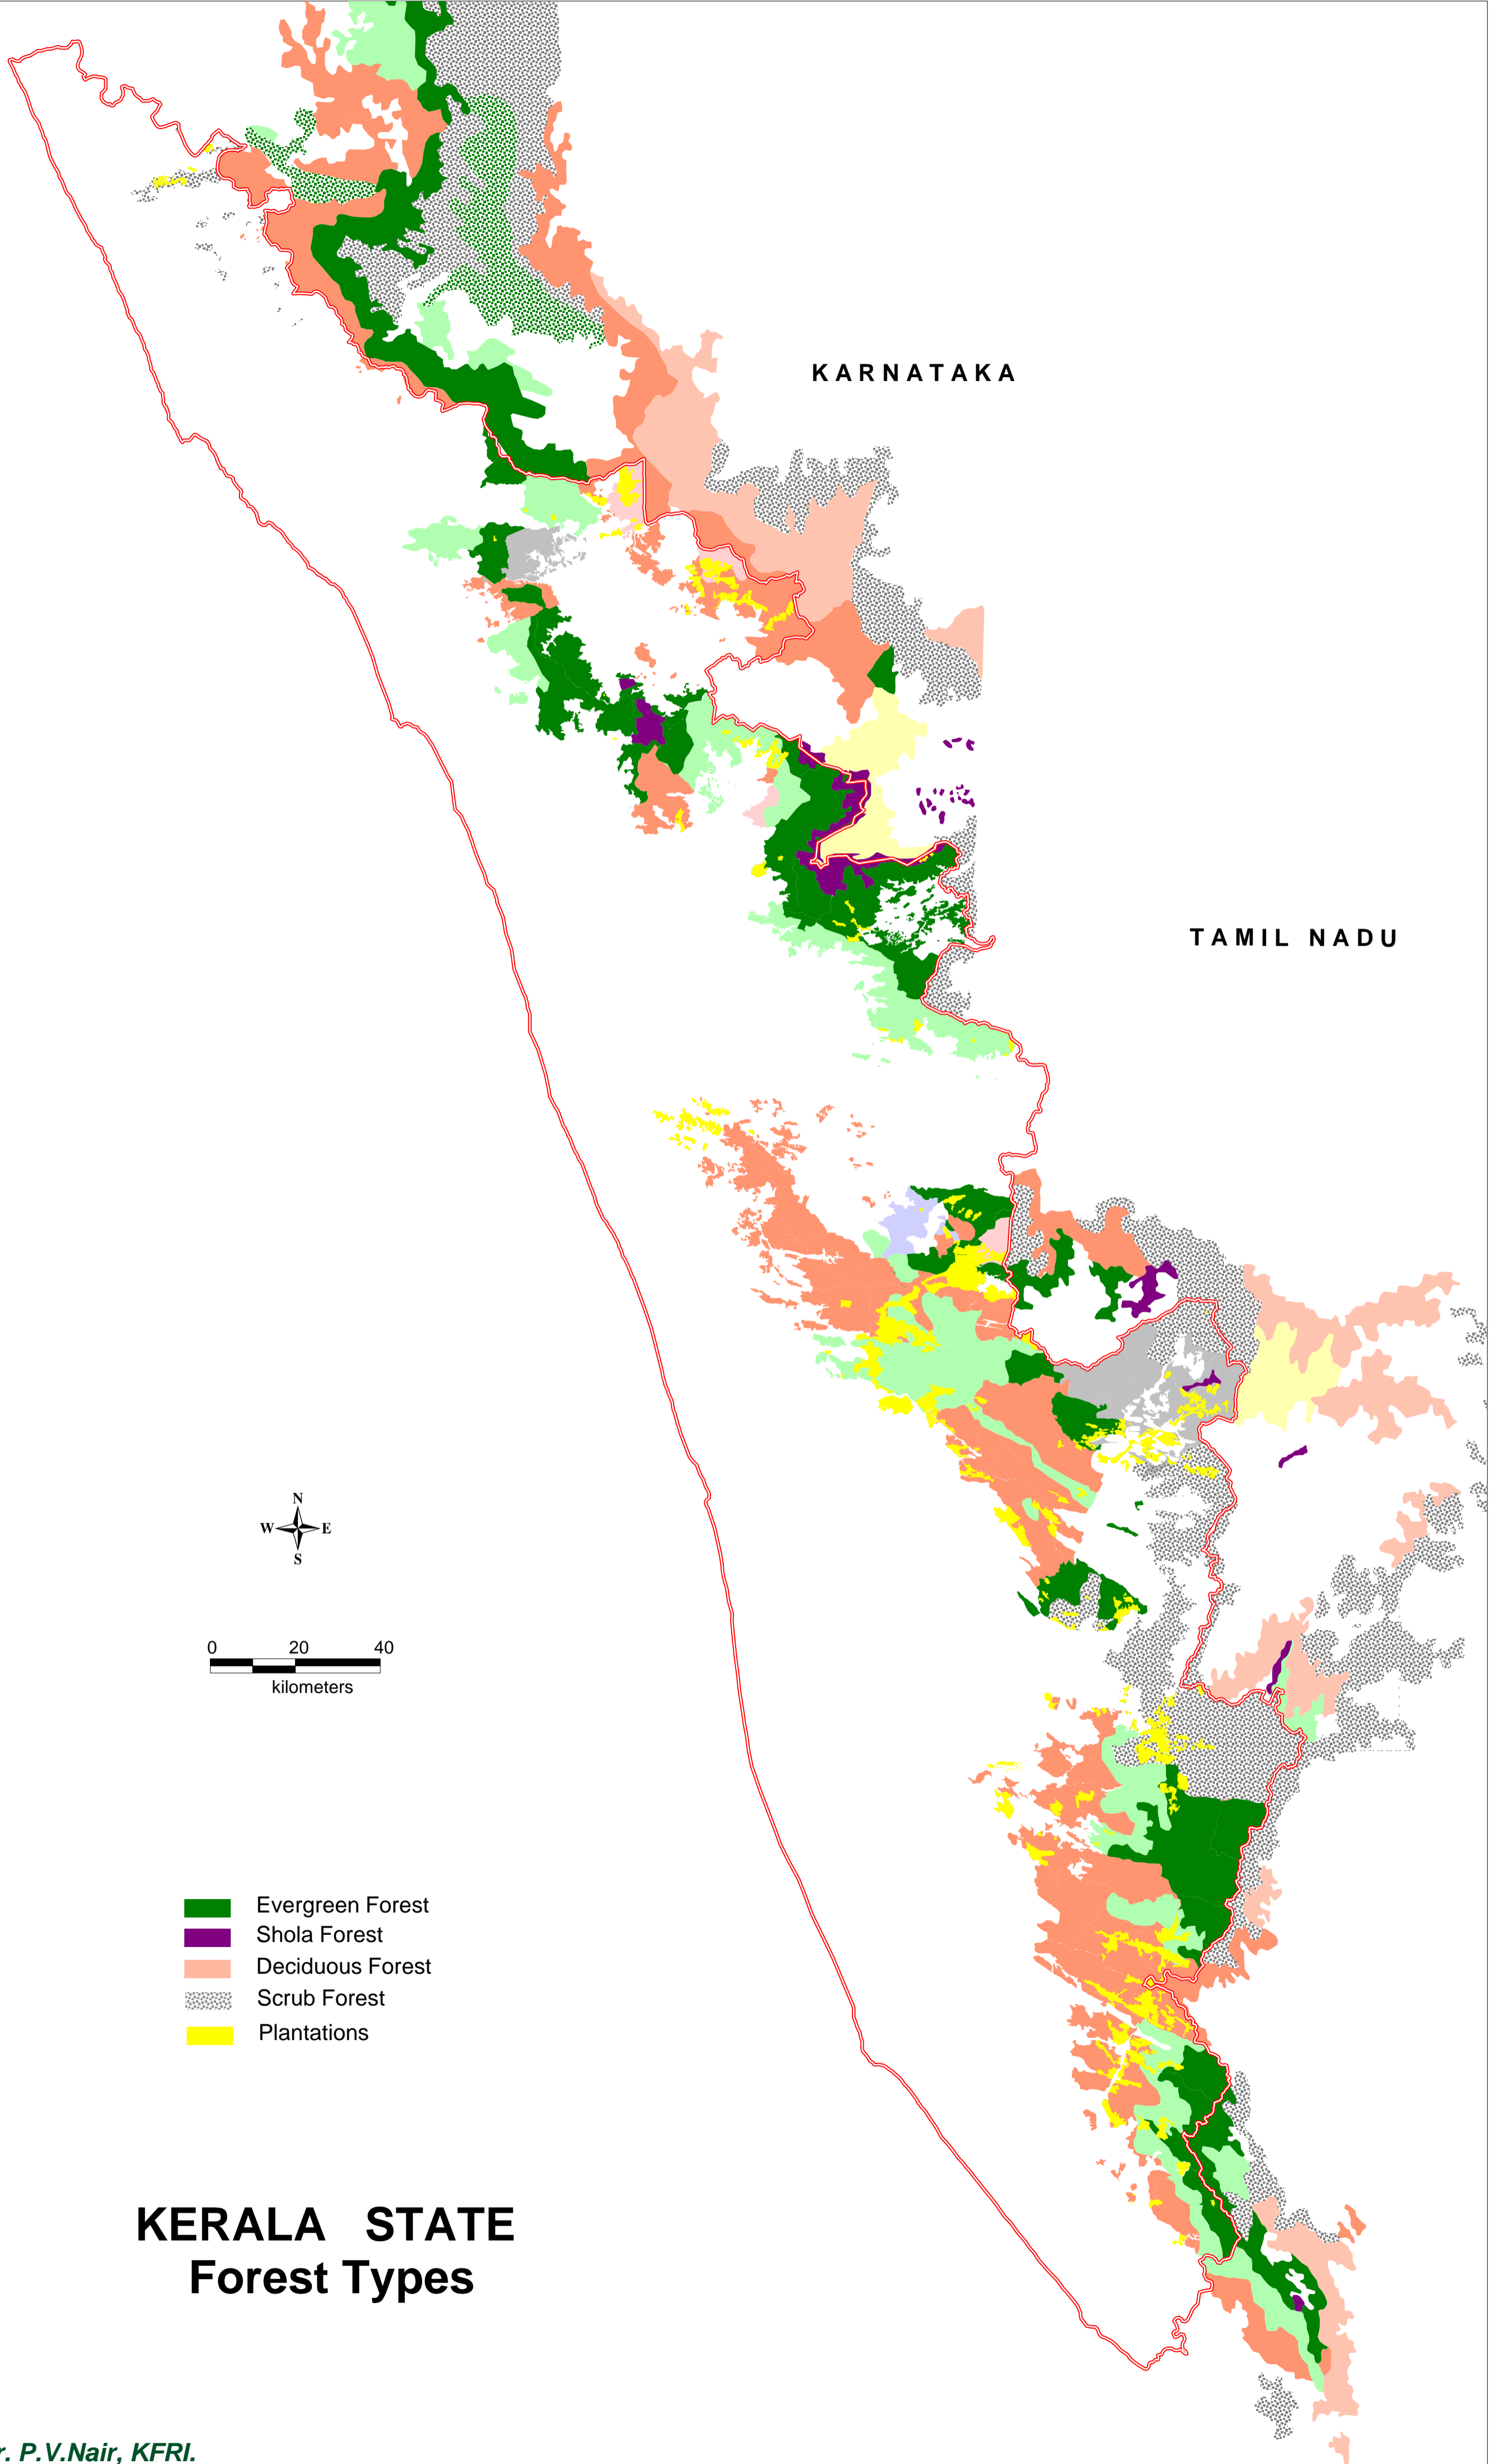 KARNATAKA
TAMIL NADU
N
W E
S
0 20 40
kilometers
Evergreen Forest
Shola Forest
Deciduous Forest
Scrub Forest
Plantations
KERALA STATE
Forest Types
r. P.V.Nair, KFRI.